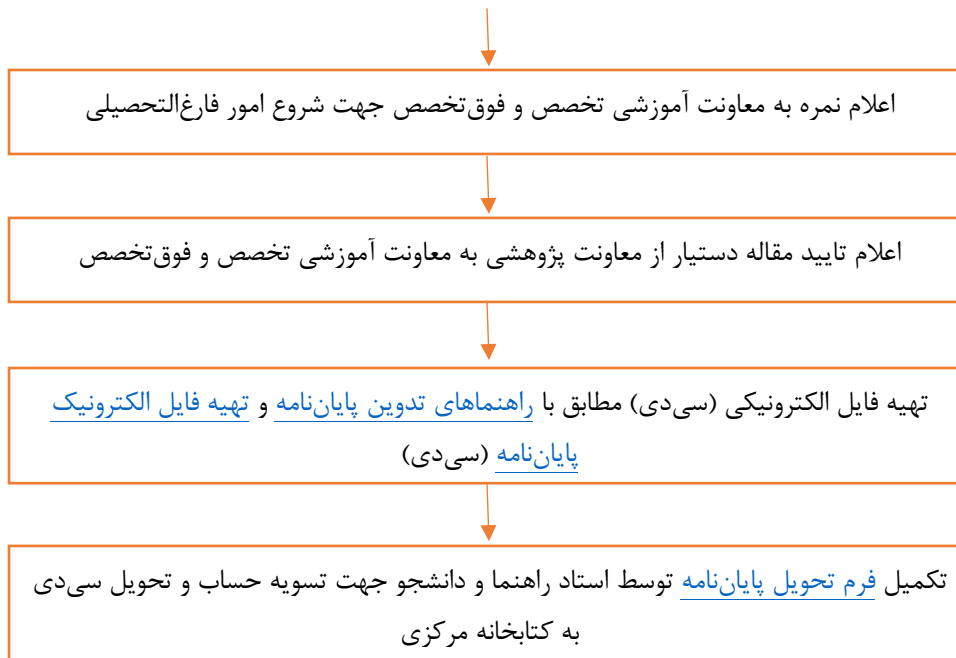 اعلام نمره به معاونت آموزشی تخصص و فوق‌تخصص جهت شروع امور فارغ‌التحصیلی
اعلام تایید مقاله دستیار از معاونت پژوهشی به معاونت آموزشی تخصص و فوق‌تخصص
تهیه فایل الکترونیکی (سی‌دی) مطابق با راهنماهای تدوین پایان‌نامه و تهیه فایل الکترونیک
پایان‌نامه (سی‌دی)
تکمیل فرم تحویل پایان‌نامه توسط استاد راهنما و دانشجو جهت تسویه حساب و تحویل سی‌دی
به کتابخانه مرکزی